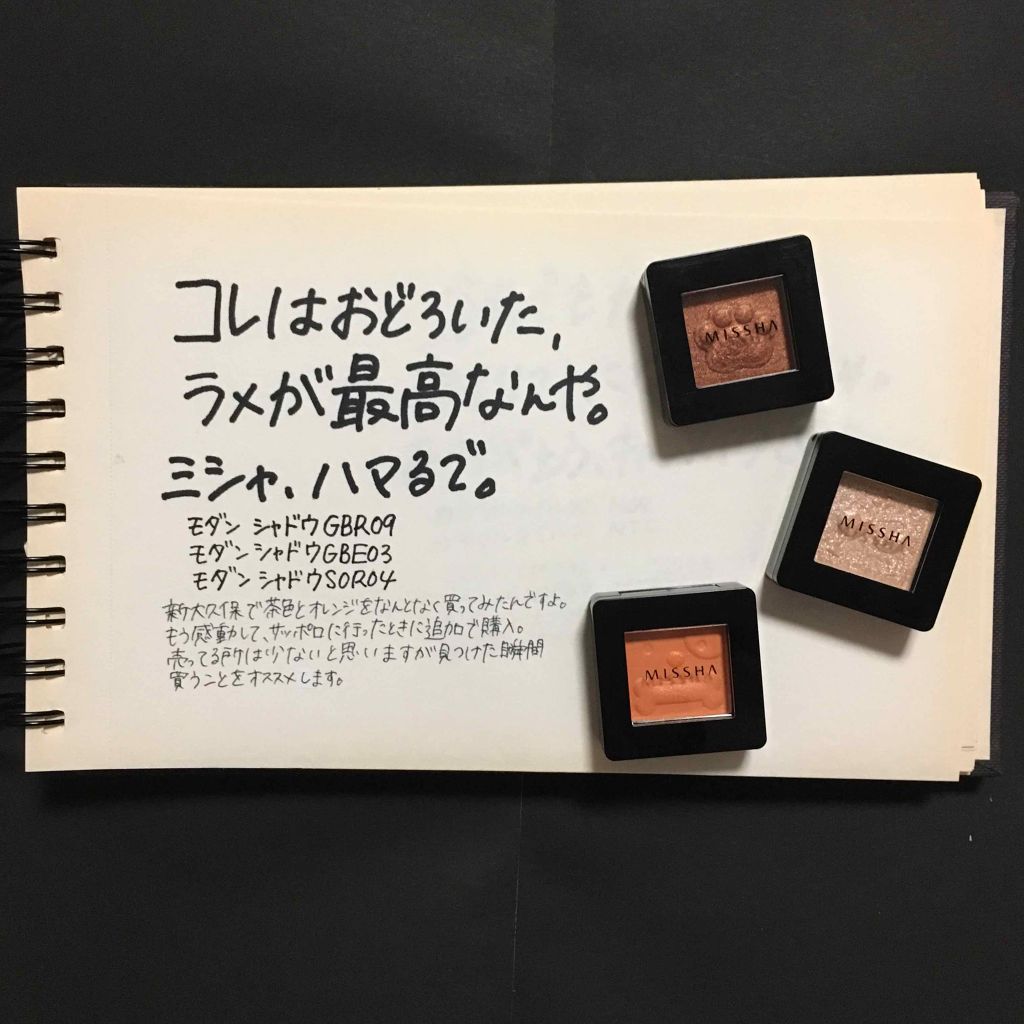 コレはおどろいた、
ラメが最高なんや。
ミシャ、ハマるで。
モダン シャドウGBR09
モダン シャドウGBE03
モダン シャドウSOR04
新大久保で茶色とオレンジをなんとなく買ってみたんですよ。
もう感動して、サッポロに行ったときに追加で購入。
売ってる所は少ないと思いますが見つけた瞬間
買うことをオススメします。
MISSHA
MISSHA
MISSHA